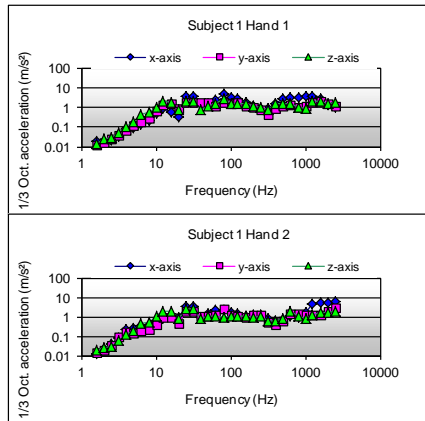 Subject 1 Hand 1
x-axis y-axis z-axis
1/3 Oct. acceleration (m/s²)
100
10
1
0.1
0.01
1 10 100 1000 10000
Frequency (Hz)
Subject 1 Hand 2
x-axis y-axis z-axis
1/3 Oct. acceleration (m/s²)
100
10
1
0.1
0.01
1 10 100 1000 10000
Frequency (Hz)